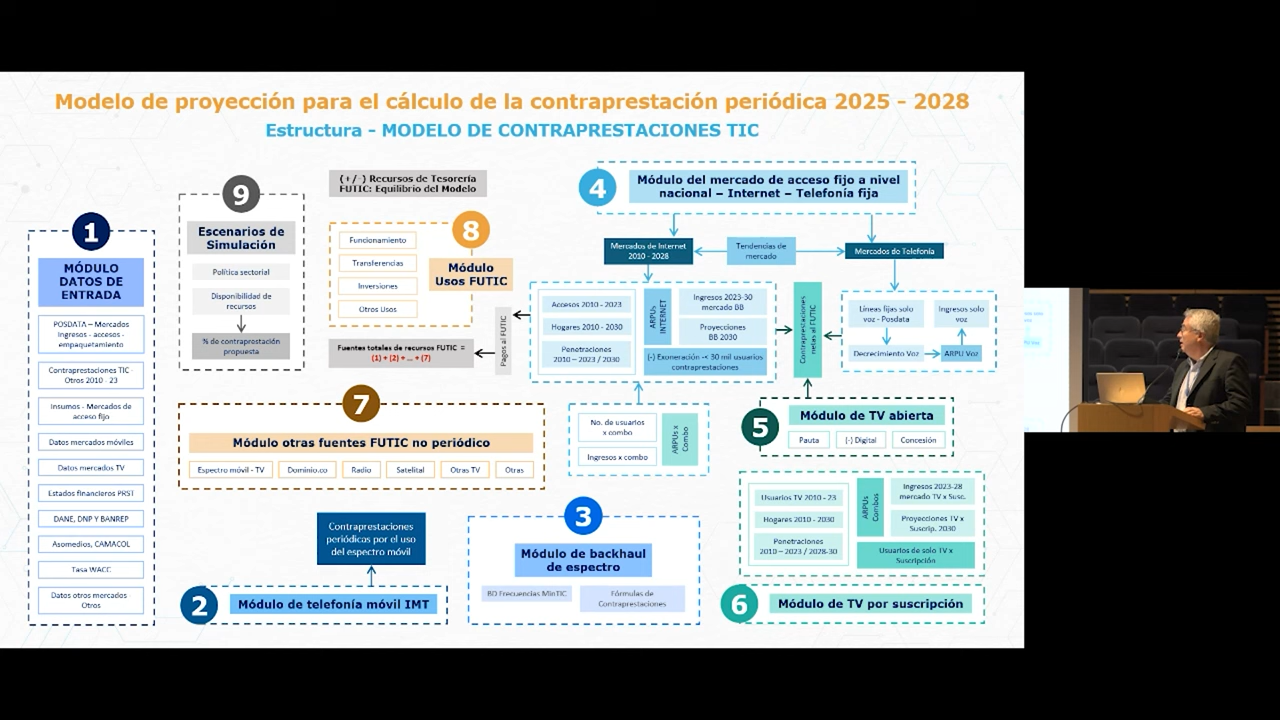 Modelo de proyección para el cálculo de la contraprestación periódica 2025 - 2028
Estructura - MODELO DE CONTRAPRESTACIONES TIC
1
MÓDULO
DATOS DE
ENTRADA
POSDATA – Mercados
Ingresos - accesos -
empaquetamiento
Contraprestaciones TIC -
Otros 2010 - 23
Insumos - Mercados de
acceso fijo
Datos mercados móviles
Datos mercados TV
Estados financieros PRST
DANE, DNP Y BANREP
Asomedios, CAMACOL
Tasa WACC
Datos otros mercados
Otros
9
Escenarios de
Simulación
Política sectorial
Disponibilidad de
recursos
% de contraprestación
propuesta
(+/-) Recursos de Tesorería
FUTIC: Equilibrio del Modelo
8
Módulo
Usos FUTIC
Funcionamiento
Transferencias
Inversiones
Otros Usos
Fuentes totales de recursos FUTIC =
(1) + (2) + ... + (7)
Pagos al FUTIC
4
Módulo del mercado de acceso fijo a nivel
nacional – Internet – Telefonía fija
Mercados de Internet
2010 - 2028
Tendencias de
mercado
Mercados de Telefonía
Accesos 2010 - 2023
Hogares 2010 - 2030
Penetraciones
2010 – 2023 / 2030
ARPUs
INTERNET
Ingresos 2023-30
mercado BB
Proyecciones
BB 2030
(-) Exoneración -< 30 mil usuarios
contraprestaciones
Contraprestaciones
netas al FUTIC
Líneas fijas solo
voz - Posdata
Ingresos solo
voz
Decrecimiento Voz
ARPU Voz
No. de usuarios
x combo
Ingresos x combo
ARPUs x
Combo
7
Módulo otras fuentes FUTIC no periódico
Espectro móvil - TV
Dominio.co
Radio
Satelital
Otras TV
Otras
5
Módulo de TV abierta
Pauta
(-) Digital
Concesión
Usuarios TV 2010 - 23
Hogares 2010 - 2030
Penetraciones
2010 – 2023 / 2028-30
ARPUs
Combos
Ingresos 2023-28
mercado TV x Susc.
Proyecciones TV x
Suscrip. 2030
Usuarios de solo TV x
Suscripción
6
Módulo de TV por suscripción
Contraprestaciones
periódicas por el uso
del espectro móvil
2
Módulo de telefonía móvil IMT
3
Módulo de backhaul
de espectro
BD Frecuencias MinTIC
Fórmulas de
Contraprestaciones